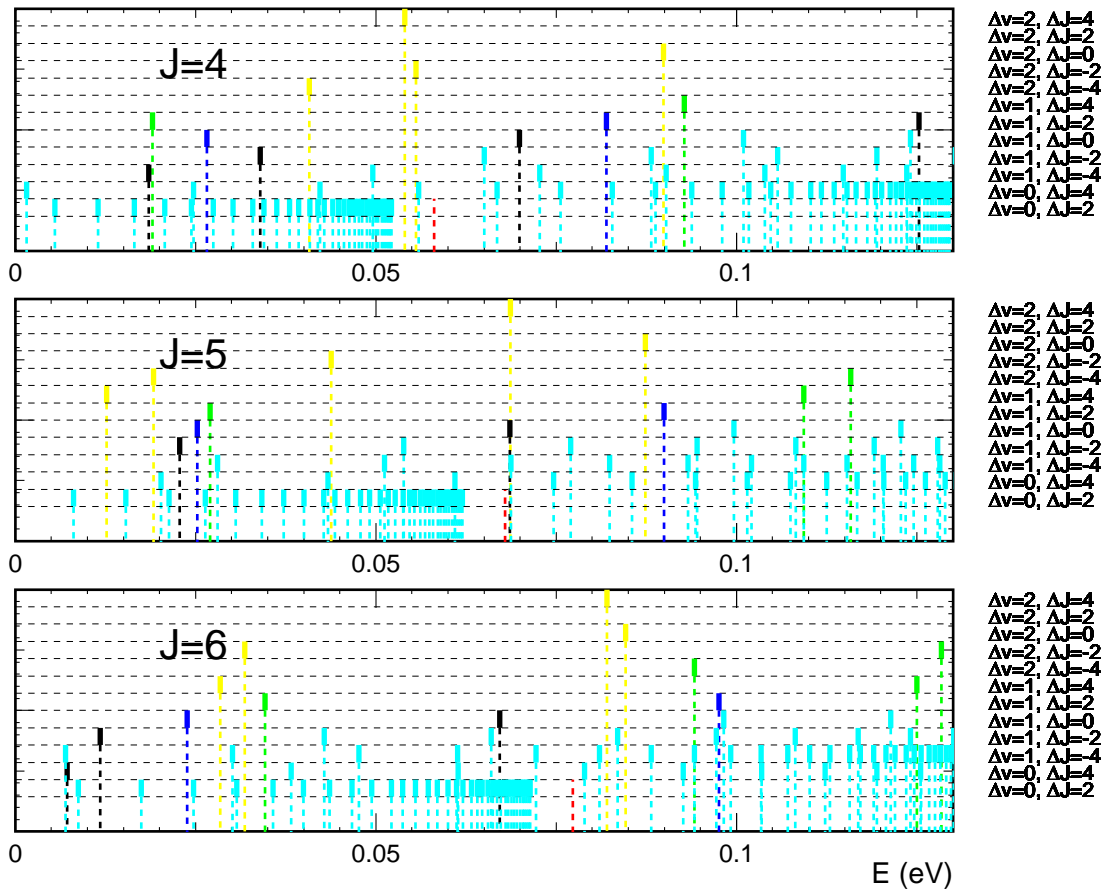 J=4
Δv=2, ΔJ=4
Δv=2, ΔJ=2
Δv=2, ΔJ=0
Δv=2, ΔJ=-2
Δv=2, ΔJ=-4
Δv=1, ΔJ=4
Δv=1, ΔJ=2
Δv=1, ΔJ=0
Δv=1, ΔJ=-2
Δv=1, ΔJ=-4
Δv=0, ΔJ=4
Δv=0, ΔJ=2
0 0.05 0.1
J=5
Δv=2, ΔJ=4
Δv=2, ΔJ=2
Δv=2, ΔJ=0
Δv=2, ΔJ=-2
Δv=2, ΔJ=-4
Δv=1, ΔJ=4
Δv=1, ΔJ=2
Δv=1, ΔJ=0
Δv=1, ΔJ=-2
Δv=1, ΔJ=-4
Δv=0, ΔJ=4
Δv=0, ΔJ=2
0 0.05 0.1
J=6
Δv=2, ΔJ=4
Δv=2, ΔJ=2
Δv=2, ΔJ=0
Δv=2, ΔJ=-2
Δv=2, ΔJ=-4
Δv=1, ΔJ=4
Δv=1, ΔJ=2
Δv=1, ΔJ=0
Δv=1, ΔJ=-2
Δv=1, ΔJ=-4
Δv=0, ΔJ=4
Δv=0, ΔJ=2
0 0.05 0.1
E (eV)